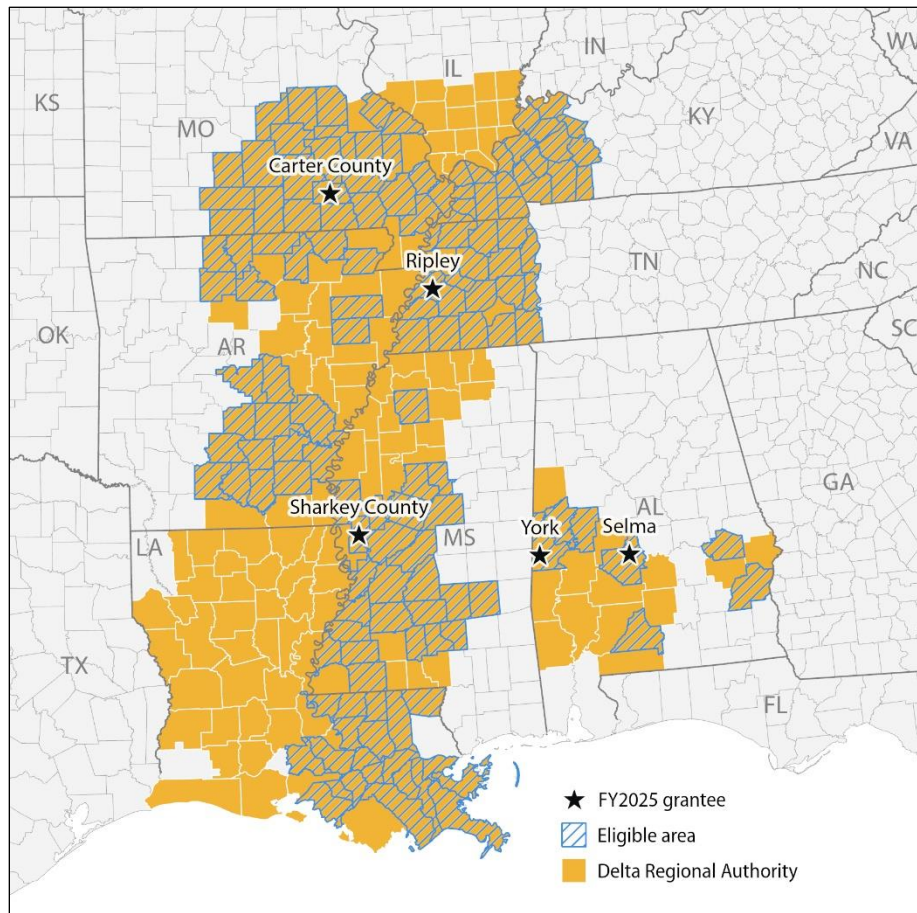 IN
WV
IL
KS
MO
KY
VA
Carter County
Ripley
TN
NC
OK
SC
AR
Sharkey County
York
Selma
AL
GA
LA
MS
TX
FL
FY2025 grantee
Eligible area
Delta Regional Authority